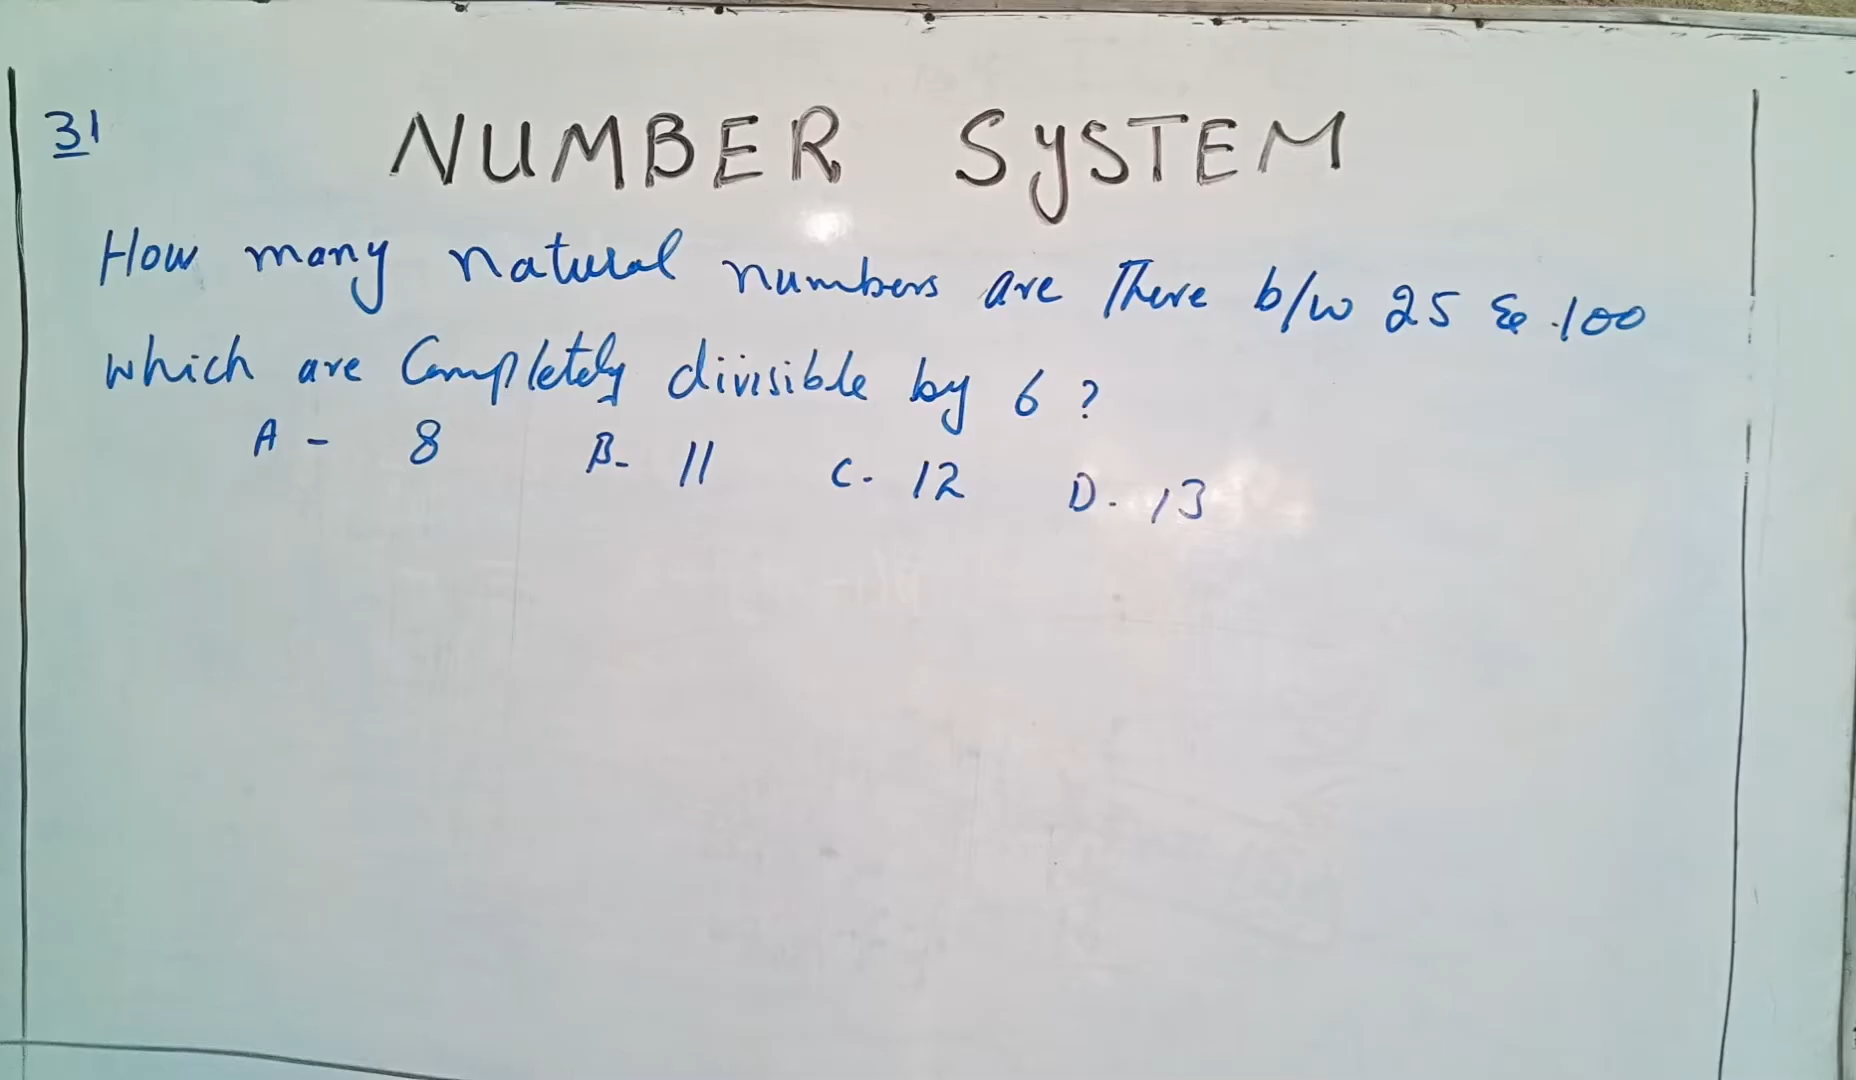 31
NUMBER SySTEM
How many natural numbers are There b/w 25 & 100
which are Completely divisible by 6 ?
A - 8 B- 11 C. 12 D. 13